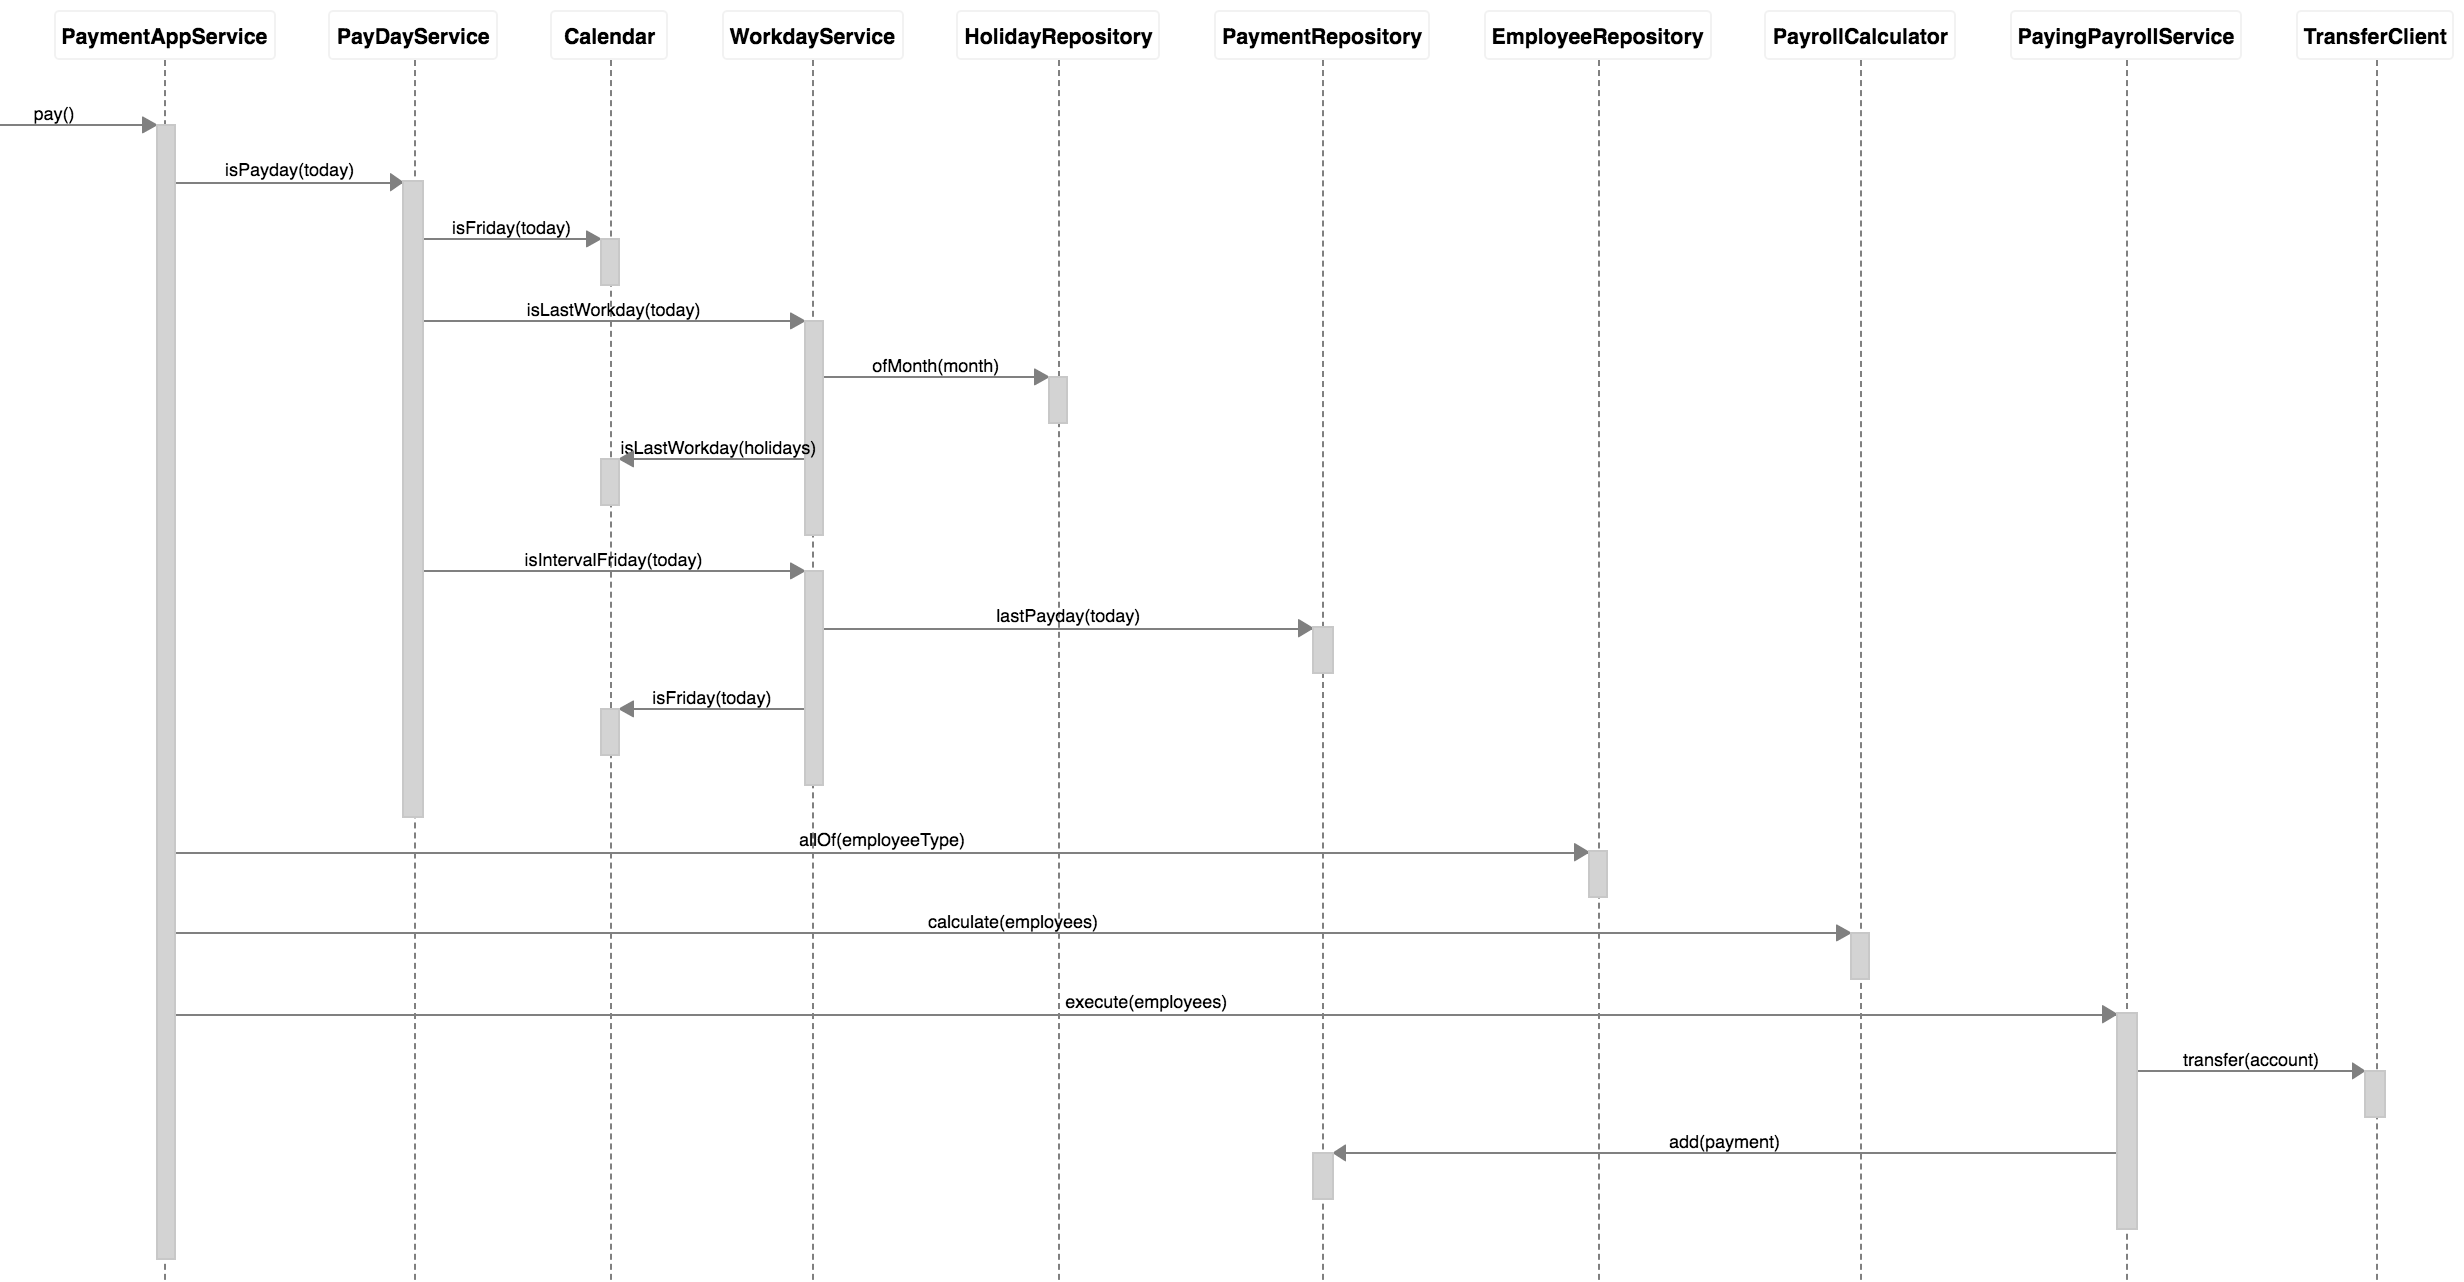 PaymentAppService
PayDayService
Calendar
WorkdayService
HolidayRepository
PaymentRepository
EmployeeRepository
PayrollCalculator
PayingPayrollService
TransferClient
pay()
isPayday(today)
isFriday(today)
isLastWorkday(today)
ofMonth(month)
isLastWorkday(holidays)
isIntervalFriday(today)
lastPayday(today)
isFriday(today)
allOf(employeeType)
calculate(employees)
execute(employees)
transfer(account)
add(payment)